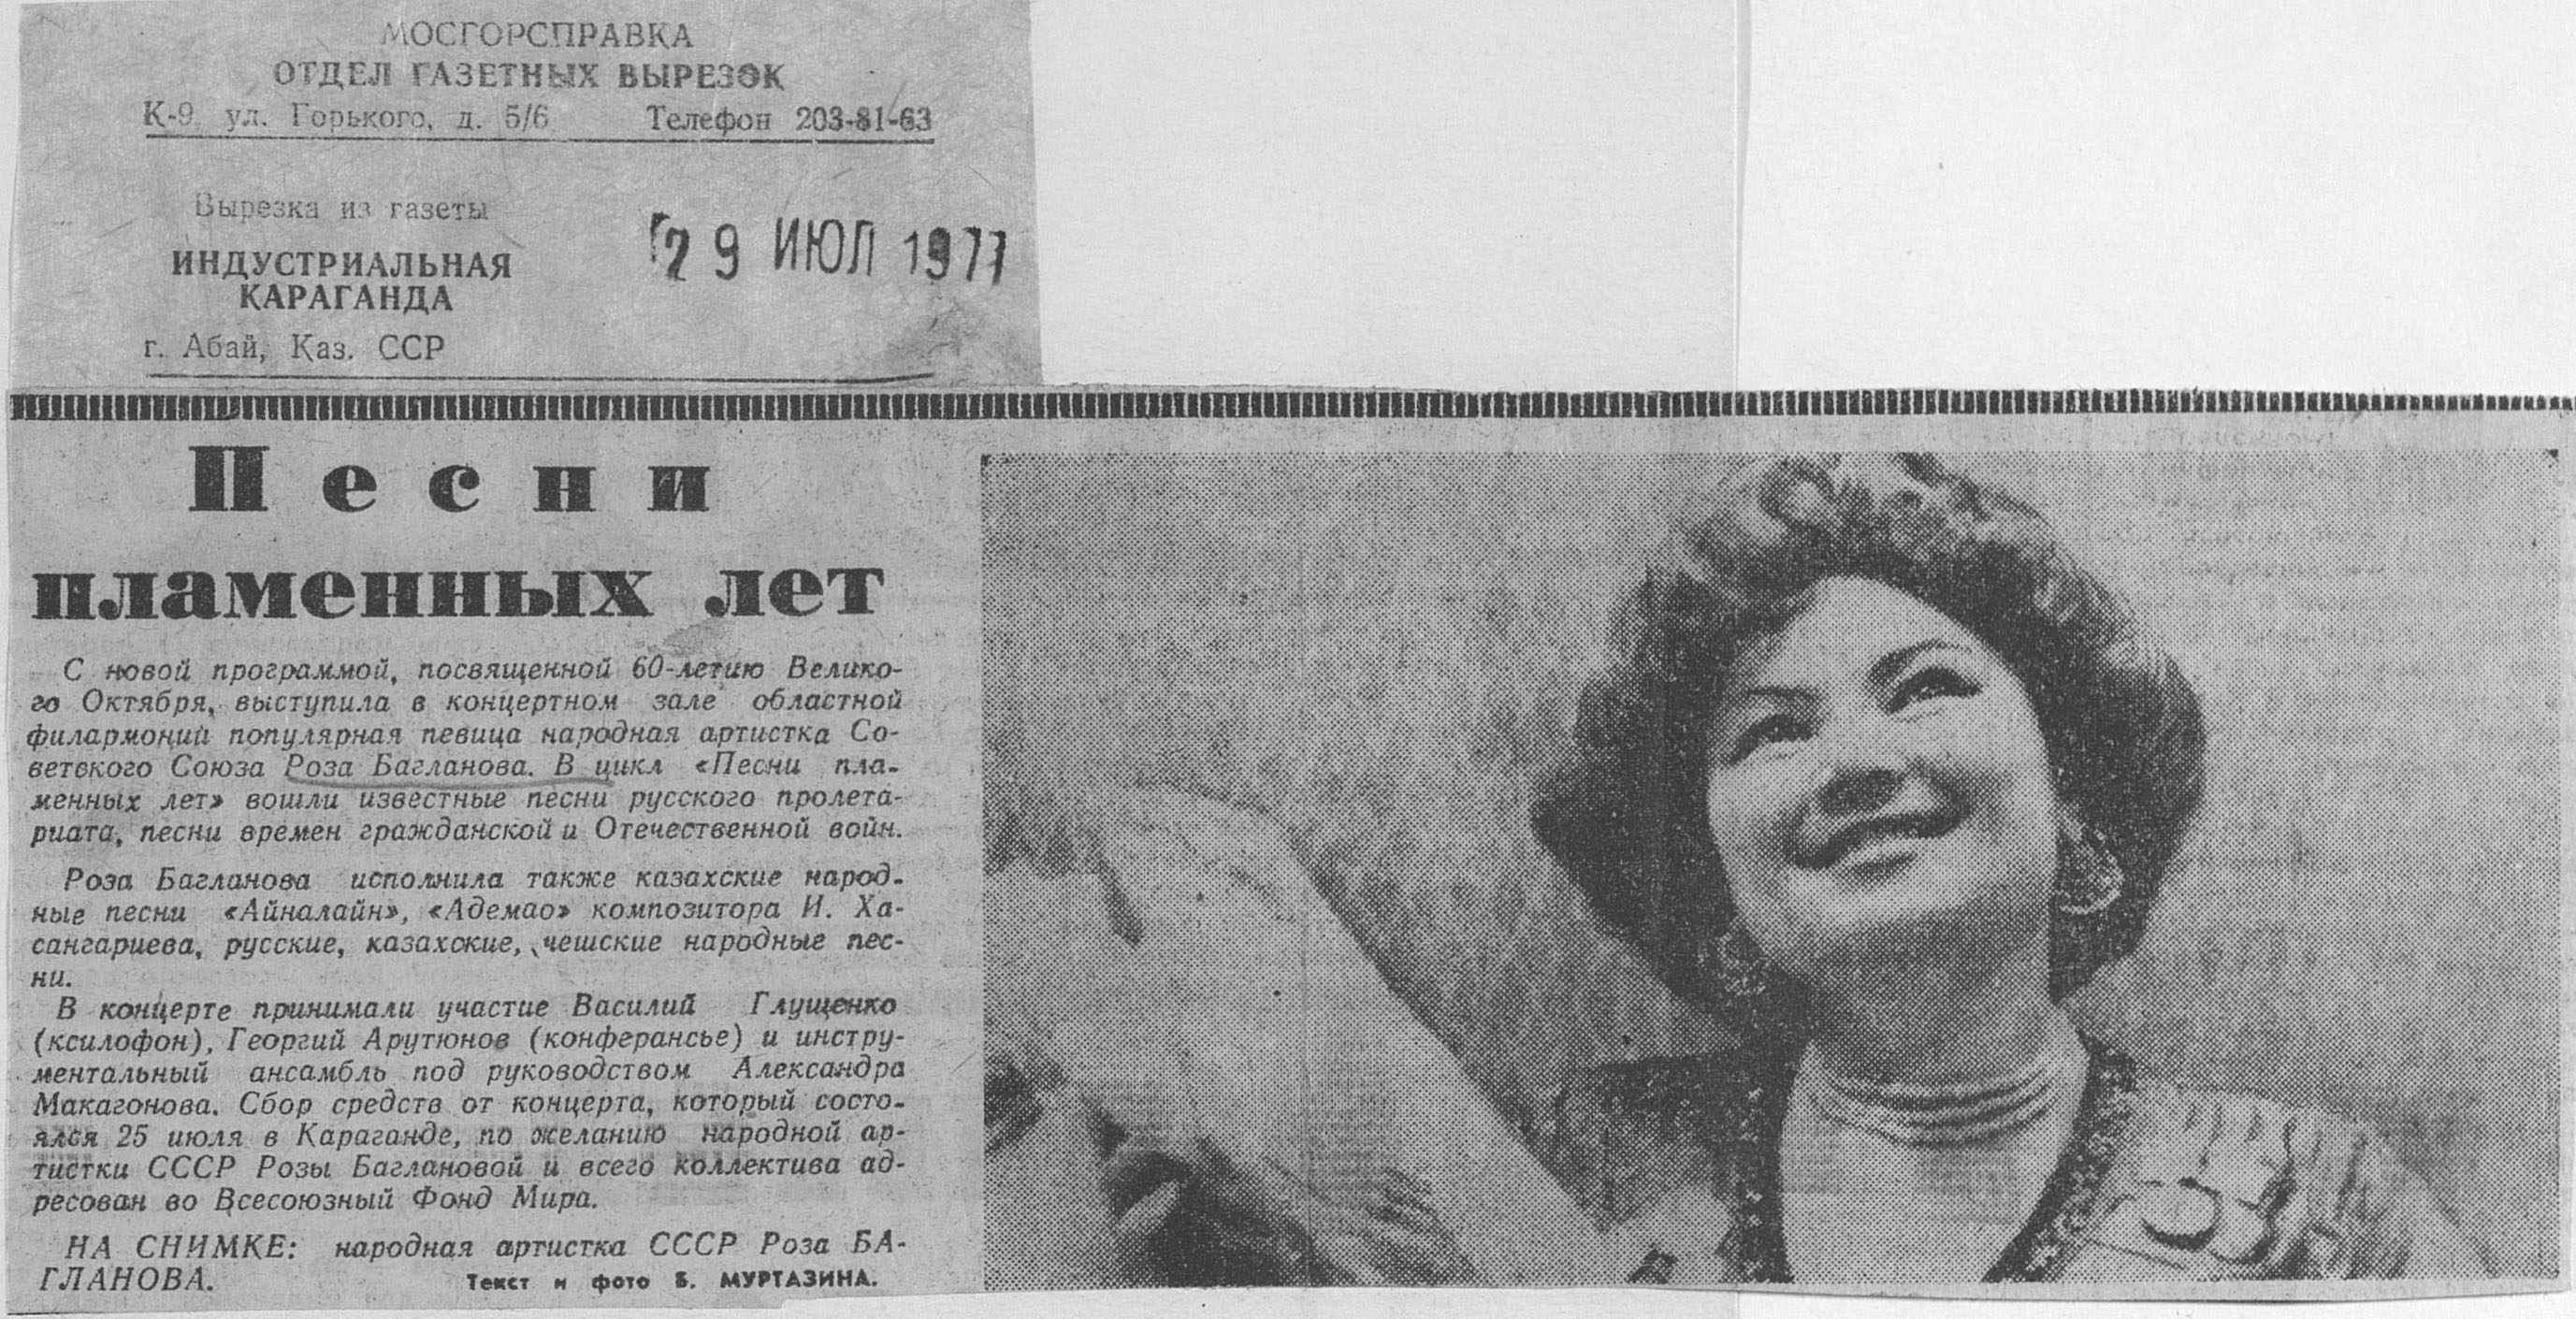 МОСГОРСПРАВКА
ОТДЕЛ ГАЗЕТНЫХ ВЫРЕЗОК
К-9, ул. Горького, д. 5/6 Телефон 203-81-63
Вырезка из газеты
ИНДУСТРИАЛЬНАЯ
КАРАГАНДА
29 ИЮЛ 1977
г. Абай, Каз. ССР
Песни
пламенных лет
С новой программой, посвященной 60-летию Велико-
го Октября, выступила в концертном зале областной
филармоний популярная певица народная артистка Со-
ветского Союза Роза Багланова. В цикл «Песни пла-
менных лет» вошли известные песни русского пролета-
риата, песни времен гражданской и Отечественной войн.
Роза Багланова исполнила также казахские народ-
ные песни «Айналайн», «Адемао» композитора И. Ха-
сангариева, русские, казахские, чешские народные пес-
ни.
В концерте принимали участие Василий Глущенко
(ксилофон), Георгий Арутюнов (конферансье) и инстру-
ментальный ансамбль под руководством Александра
Макагонова. Сбор средств от концерта, который состо-
ялся 25 июля в Караганде, по желанию народной ар-
тистки СССР Розы Баглановой и всего коллектива ад-
ресован во Всесоюзный Фонд Мира.
НА СНИМКЕ: народная артистка СССР Роза БА-
ГЛАНОВА.
Текст и фото Б. МУРТАЗИНА.